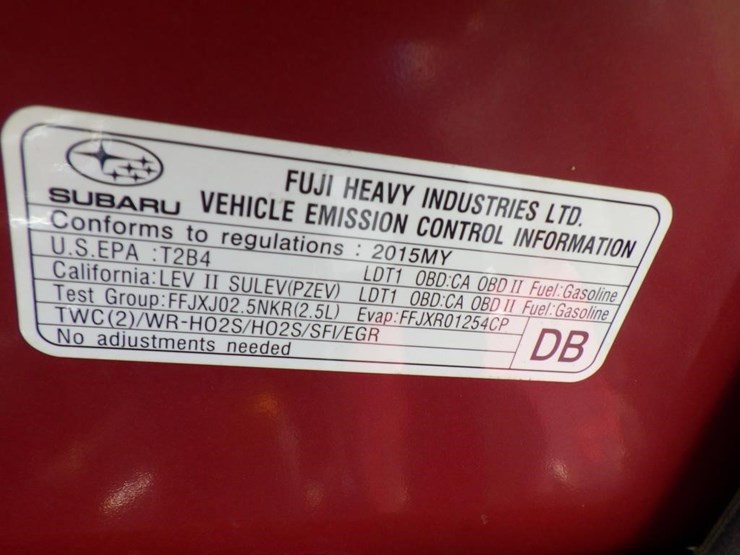 FUJI HEAVY INDUSTRIES LTD.
SUBARU VEHICLE EMISSION CONTROL INFORMATION
Conforms to regulations : 2015MY
U.S.EPA :T2B4 LDT1 OBD:CA OBD II Fuel:Gasoline
California:LEV II SULEV(PZEV) LDT1 OBD:CA OBD II Fuel:Gasoline
Test Group:FFJXJ02.5NKR(2.5L) Evap:FFJXR01254CP
TWC(2)/WR-HO2S/HO2S/SFI/EGR
No adjustments needed
DB